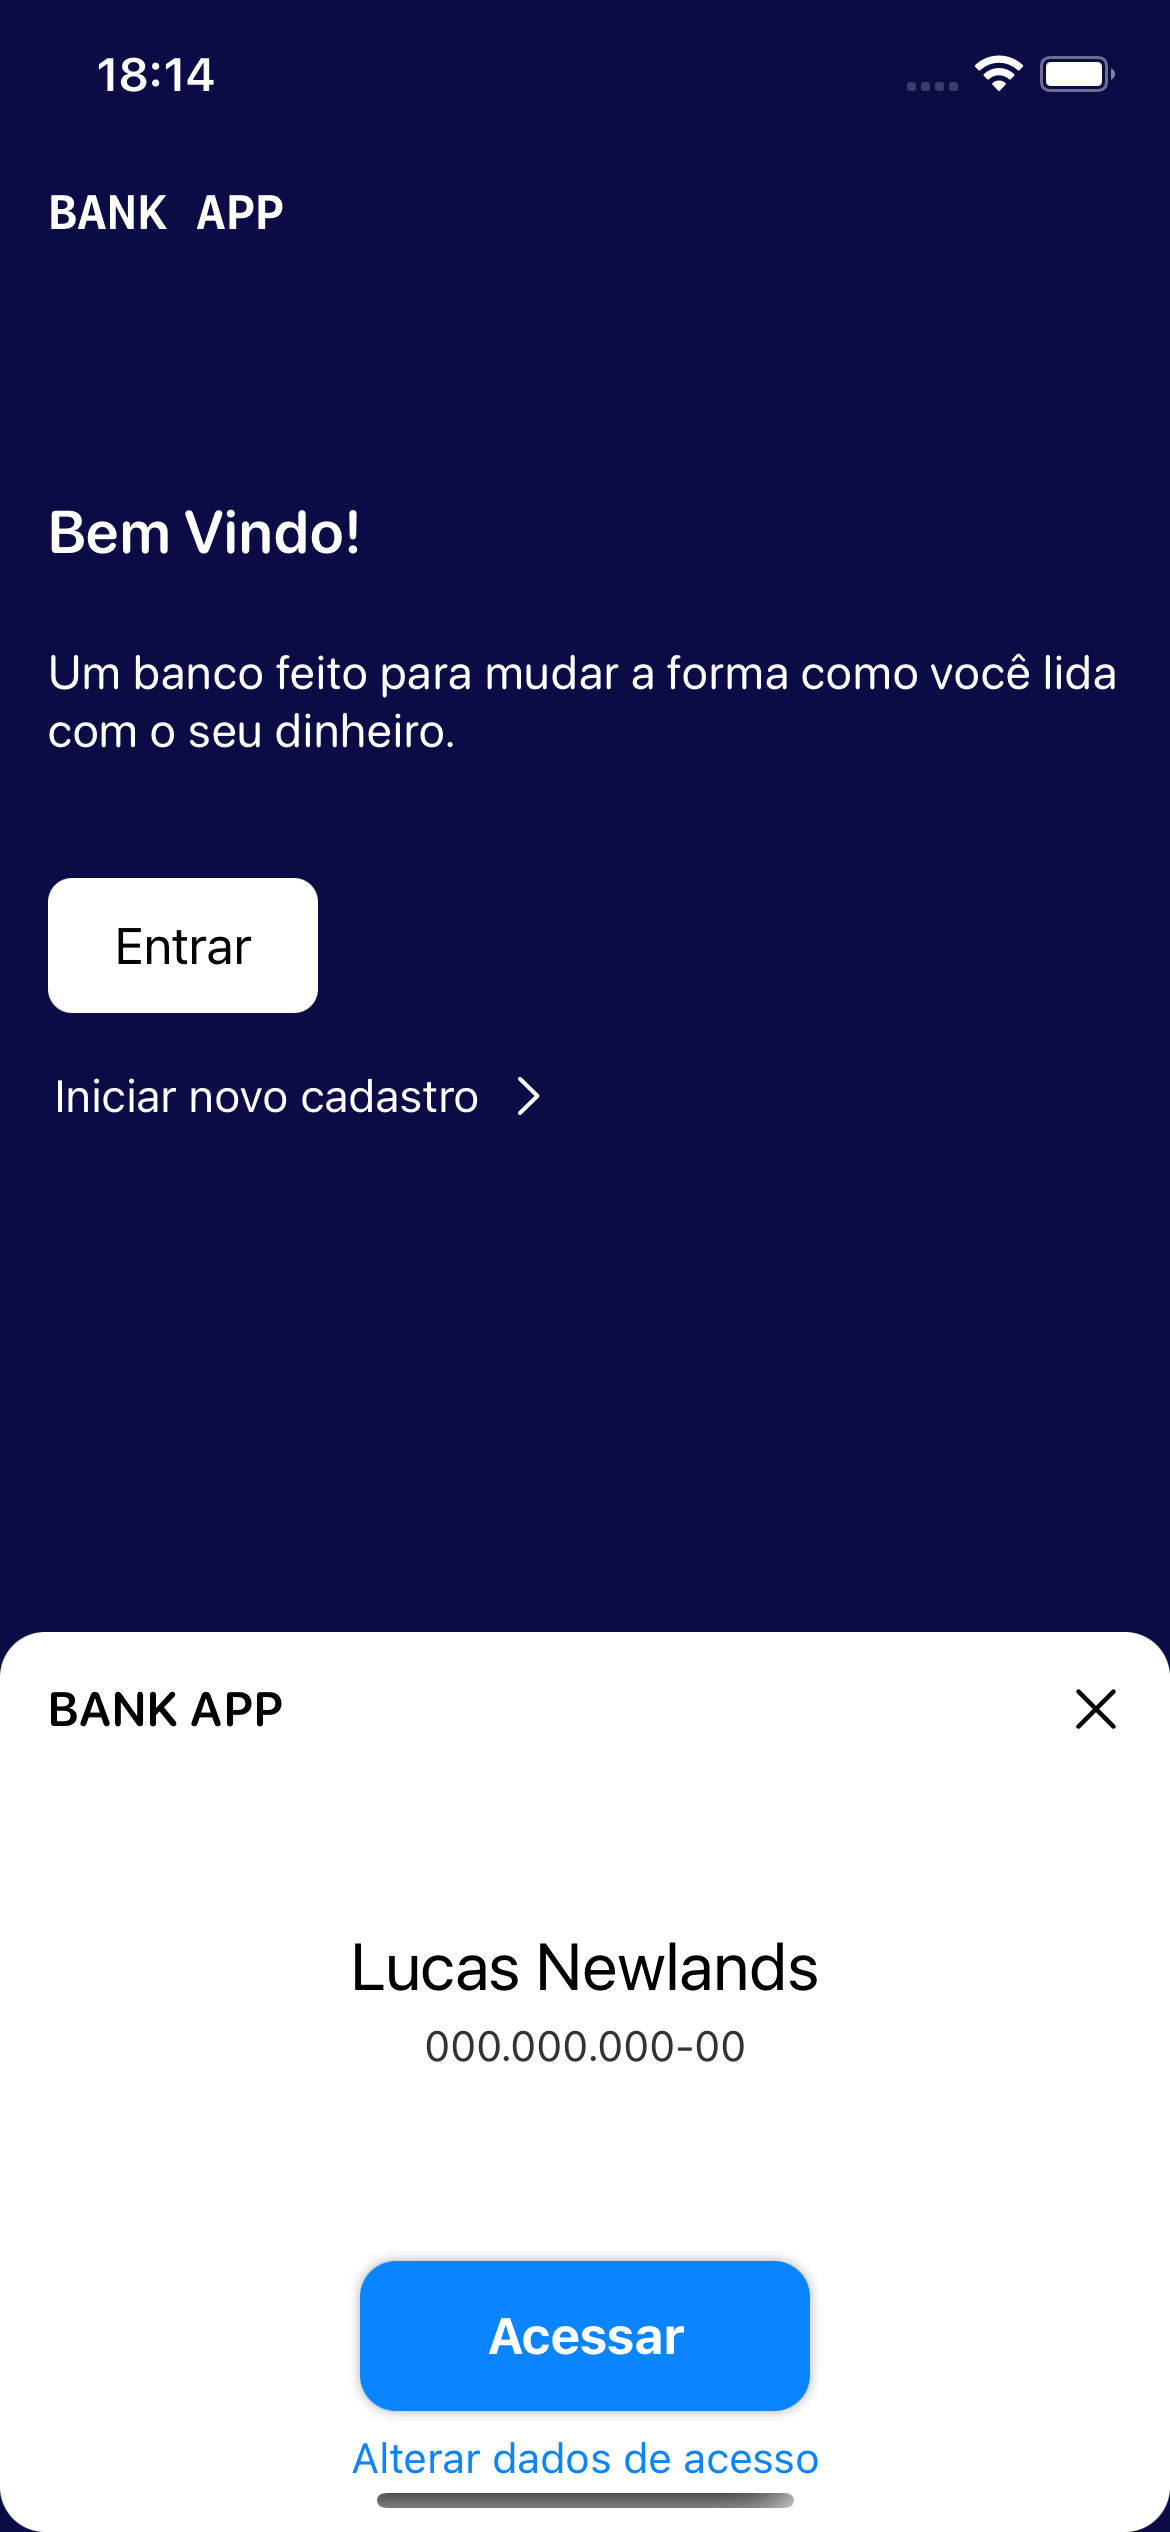 18:14
BANK APP
Bem Vindo!
Um banco feito para mudar a forma como você lida
com o seu dinheiro.
Entrar
Iniciar novo cadastro
BANK APP
Lucas Newlands
000.000.000-00
Acessar
Alterar dados de acesso